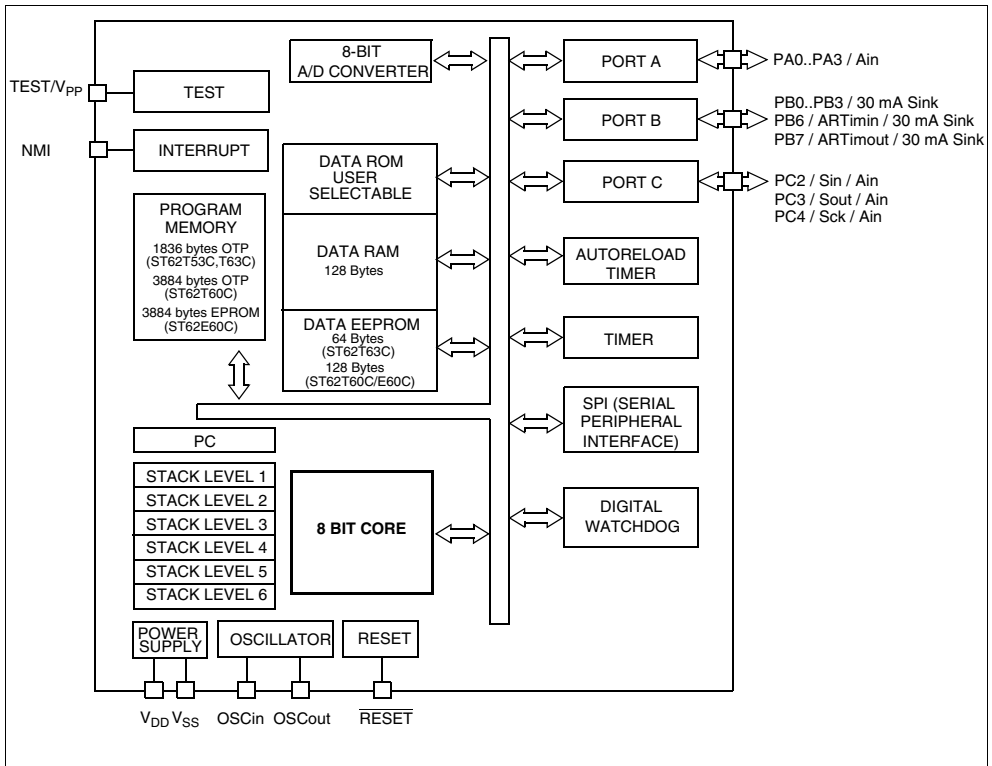 8-BIT
A/D CONVERTER
PORT A
PA0..PA3 / Ain
TEST/VPP
TEST
PORT B
PB0..PB3 / 30 mA Sink
PB6 / ARTimin / 30 mA Sink
PB7 / ARTimout / 30 mA Sink
NMI
INTERRUPT
DATA ROM
USER
SELECTABLE
PORT C
PC2 / Sin / Ain
PC3 / Sout / Ain
PC4 / Sck / Ain
PROGRAM
MEMORY
1836 bytes OTP
(ST62T53C,T63C)
3884 bytes OTP
(ST62T60C)
3884 bytes EPROM
(ST62E60C)
DATA RAM
128 Bytes
AUTORELOAD
TIMER
DATA EEPROM
64 Bytes
(ST62T63C)
128 Bytes
(ST62T60C/E60C)
TIMER
SPI (SERIAL
PERIPHERAL
INTERFACE)
PC
STACK LEVEL 1
STACK LEVEL 2
STACK LEVEL 3
STACK LEVEL 4
STACK LEVEL 5
STACK LEVEL 6
8 BIT CORE
DIGITAL
WATCHDOG
POWER
SUPPLY
OSCILLATOR
RESET
VDD VSS
OSCin OSCout
RESET